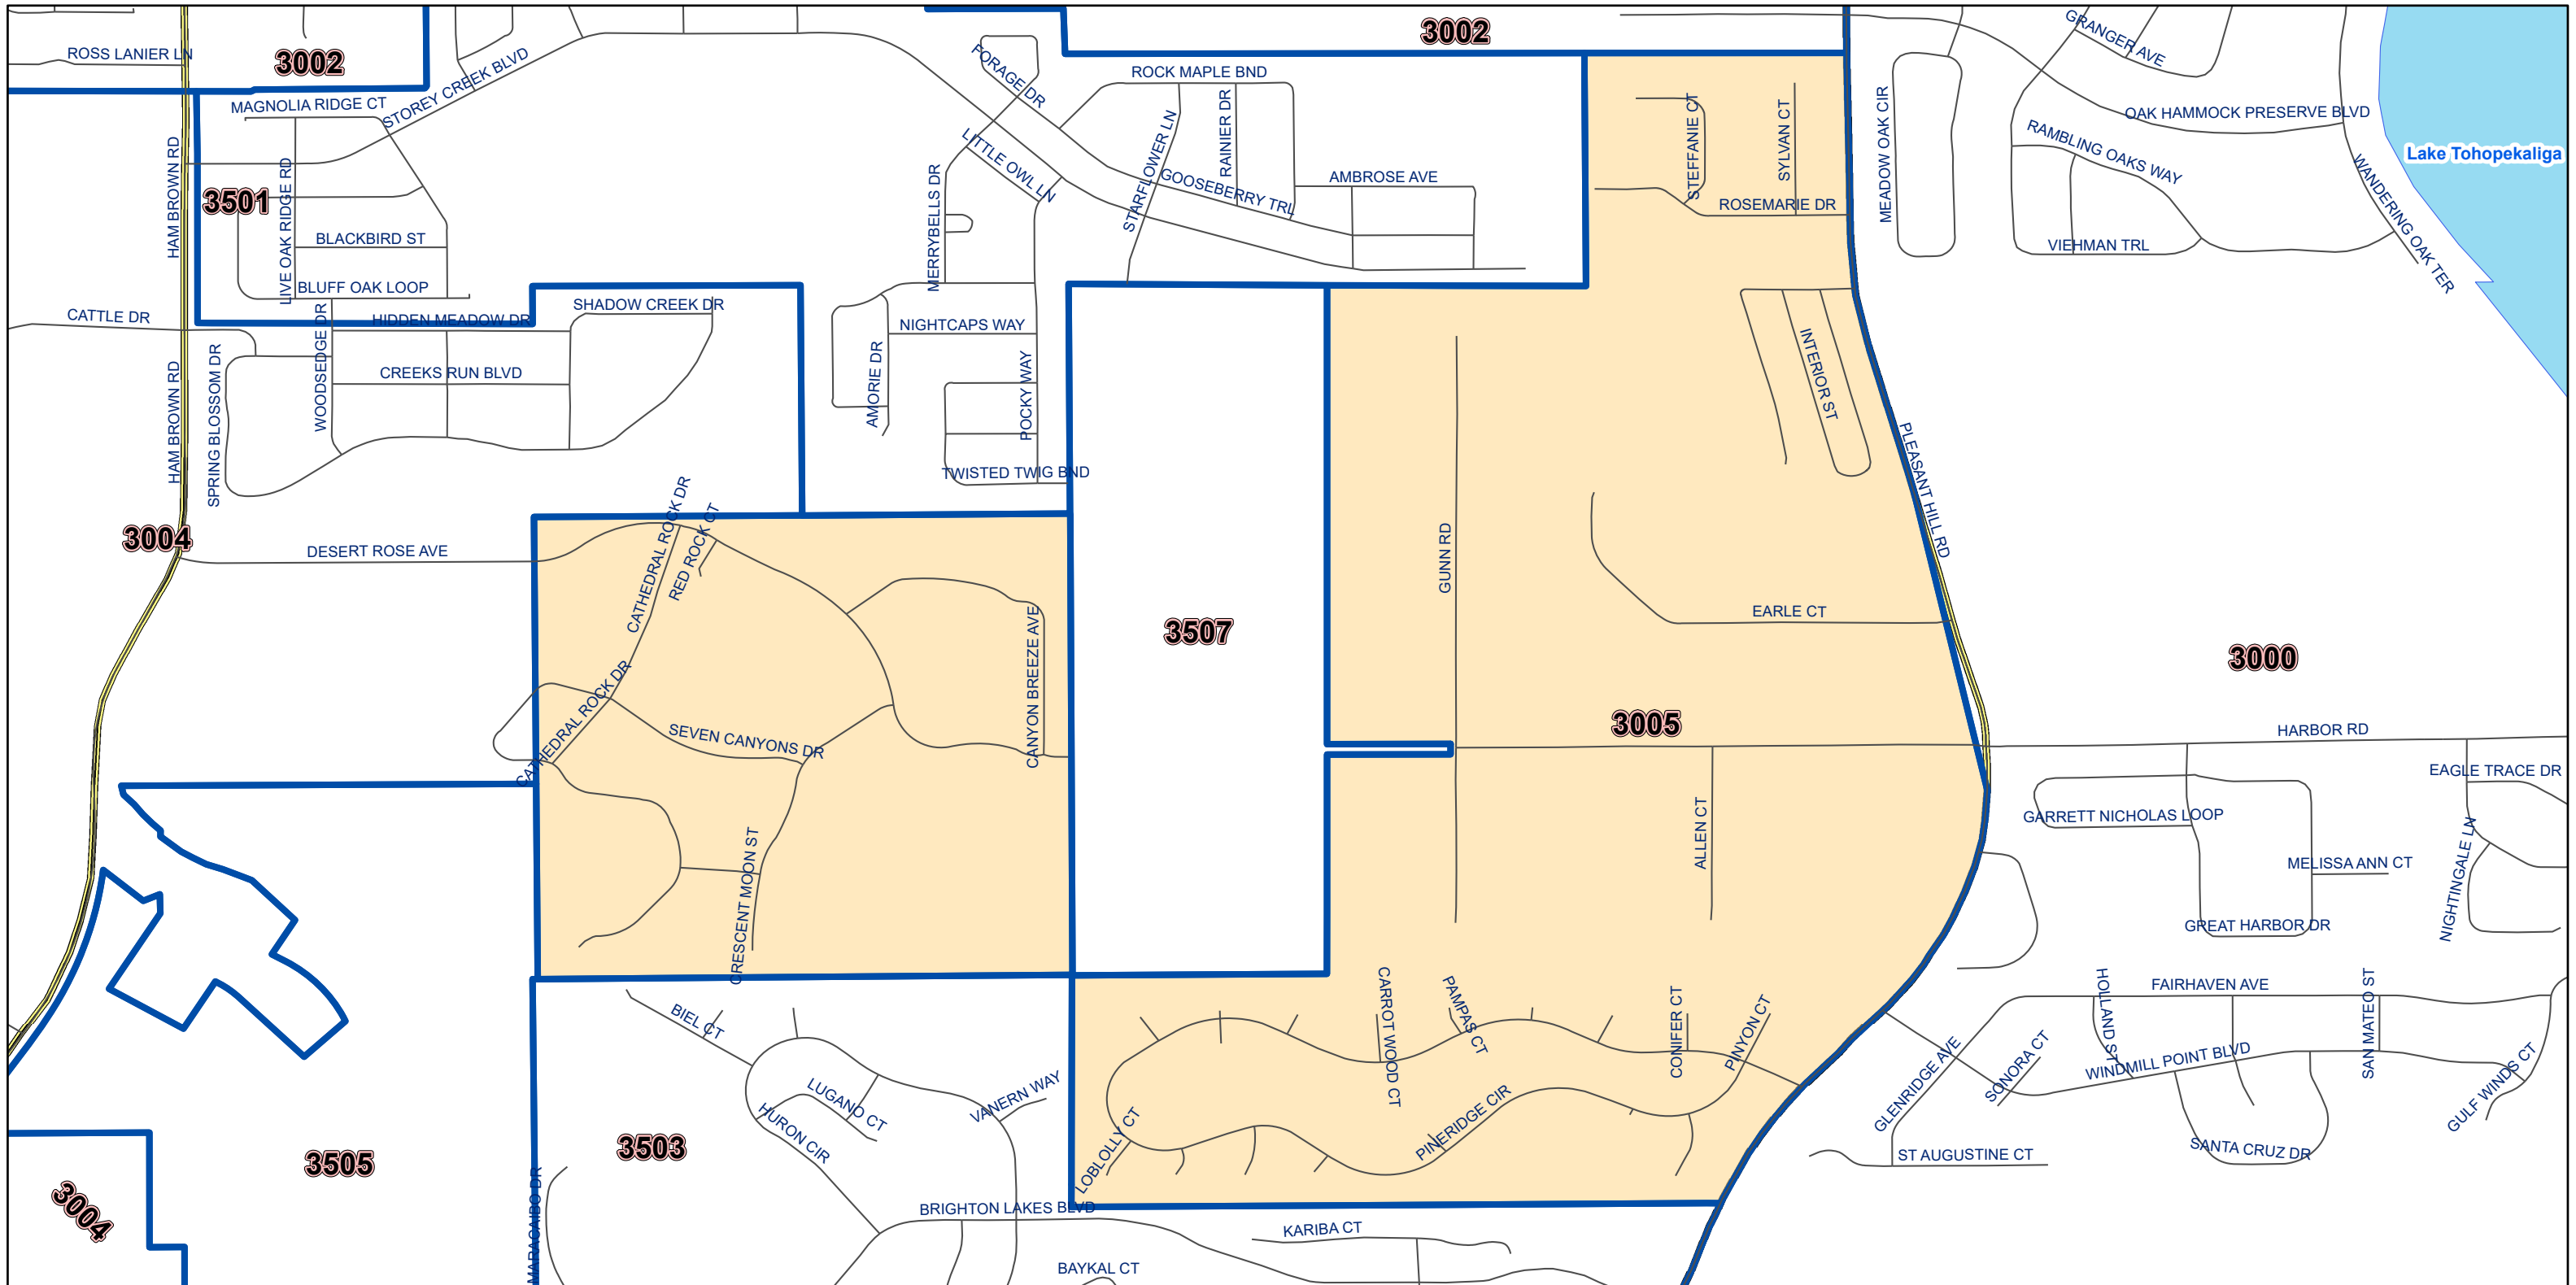 3002
GRANGER AVE
ROSS LANIER LN
3002
STOREY CREEK BLVD
FORAGE DR
ROCK MAPLE BND
MAGNOLIA RIDGE CT
RAINIER DR
STEFFANIE CT
SYLVAN CT
MEADOW OAK CIR
OAK HAMMOCK PRESERVE BLVD
RAMBLING OAKS WAY
Lake Tohopekaliga
HAM BROWN RD
LITTLE OWL LN
STARFLOWER LN
GOOSEBERRY TRL
AMBROSE AVE
3501
LIVE OAK RIDGE RD
MERRYBELLS DR
ROSEMARIE DR
WANDERING OAK TER
BLACKBIRD ST
VIEHMAN TRL
BLUFF OAK LOOP
CATTLE DR
SHADOW CREEK DR
HIDDEN MEADOW DR
NIGHTCAPS WAY
WOODSEDGE DR
SPRING BLOSSOM DR
HAM BROWN RD
CREEKS RUN BLVD
AMORIE DR
POCKY WAY
INTERIOR ST
TWISTED TWIG BND
PLEASANT HILL RD
3004
DESERT ROSE AVE
CATHEDRAL ROCK DR
RED ROCK CT
GUNN RD
EARLE CT
3507
CANYON BREEZE AVE
3000
CATHEDRAL ROCK DR
SEVEN CANYONS DR
3005
HARBOR RD
EAGLE TRACE DR
GARRETT NICHOLAS LOOP
ALLEN CT
MELISSA ANN CT
NIGHTINGALE LN
CRESCENT MOON ST
GREAT HARBOR DR
BIEL CT
CARROT WOOD CT
PAMPAS CT
CONIFER CT
PINYON CT
HOLLAND ST
FAIRHAVEN AVE
SAN MATEO ST
GLENRIDGE AVE
SONORA CT
WINDMILL POINT BLVD
GULF WINDS CT
LUGANO CT
VANERN WAY
HURON CIR
LOBLOLLY CT
PINERIDGE CIR
3503
3505
ST AUGUSTINE CT
SANTA CRUZ DR
3004
MARACAIBO DR
BRIGHTON LAKES BLVD
KARIBA CT
BAYKAL CT